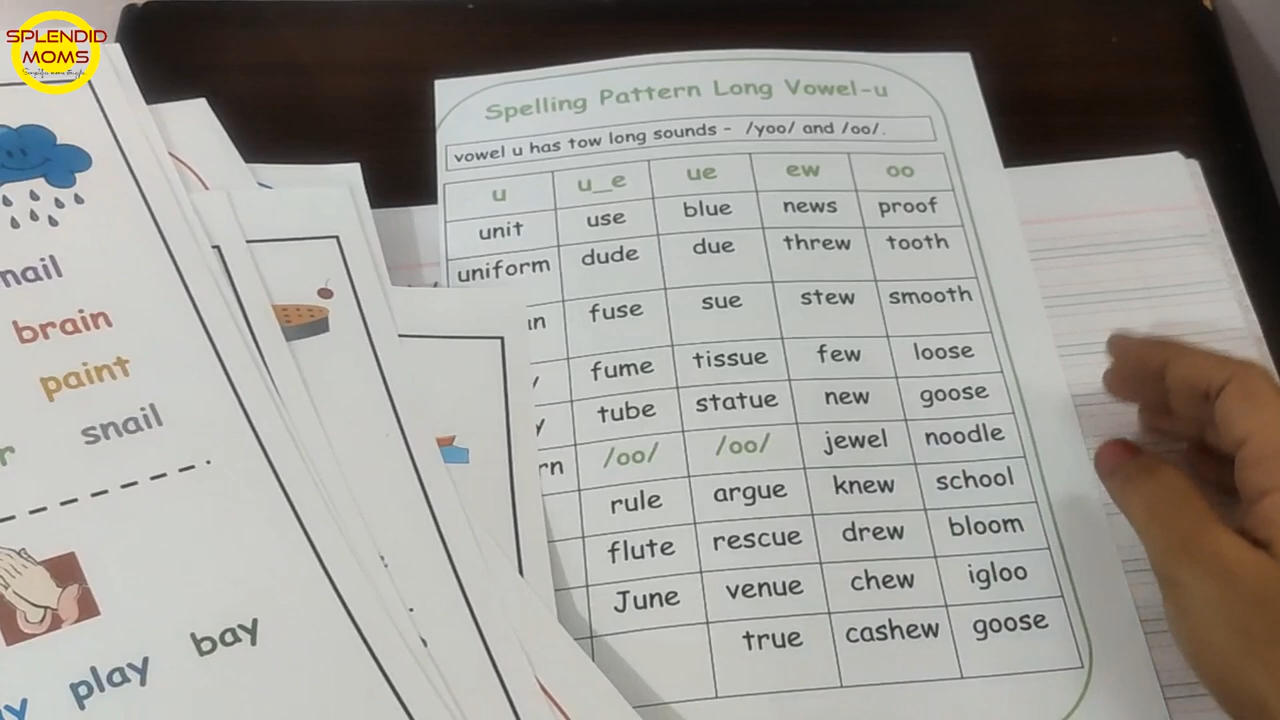 SPLENDID
MOMS
Spelling Pattern Long Vowel-u
vowel u has tow long sounds - /yoo/ and /oo/.
u u_e ue ew oo
unit use blue news proof
uniform dude due threw tooth
fuse sue stew smooth
fume tissue few loose
tube statue new goose
/oo/ /oo/ jewel noodle
rule argue knew school
flute rescue drew bloom
June venue chew igloo
true cashew goose
brain
paint
snail
play bay